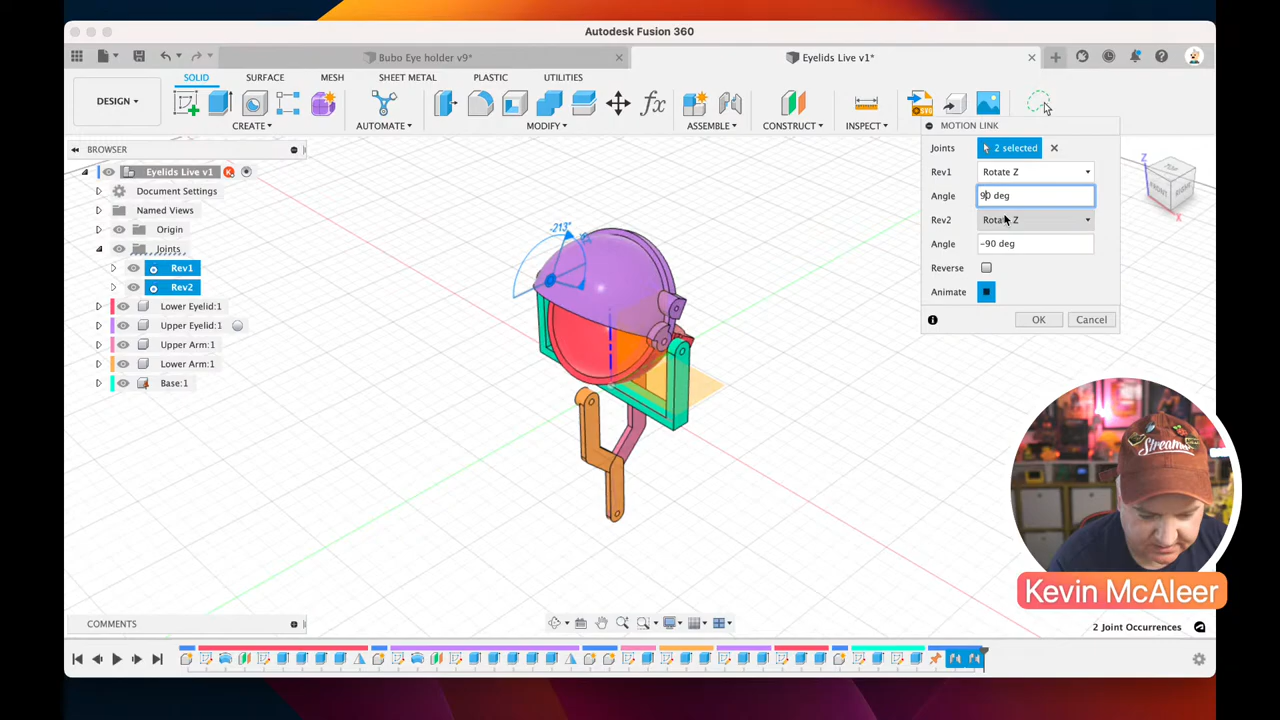 Autodesk Fusion 360
Bubo Eye holder v9*
Eyelids Live v1*
SOLID SURFACE MESH SHEET METAL PLASTIC UTILITIES
DESIGN
CREATE AUTOMATE MODIFY ASSEMBLE CONSTRUCT INSPECT
BROWSER
Eyelids Live v1
Document Settings
Named Views
Origin
Joints
Rev1
Rev2
Lower Eyelid:1
Upper Eyelid:1
Upper Arm:1
Lower Arm:1
Base:1
-213°
MOTION LINK
Joints 2 selected
Rev1 Rotate Z
Angle 90 deg
Rev2 Rotate Z
Angle -90 deg
Reverse
Animate
OK Cancel
Z
FRONT RIGHT
X
Streamer
Kevin McAleer
COMMENTS
2 Joint Occurrences